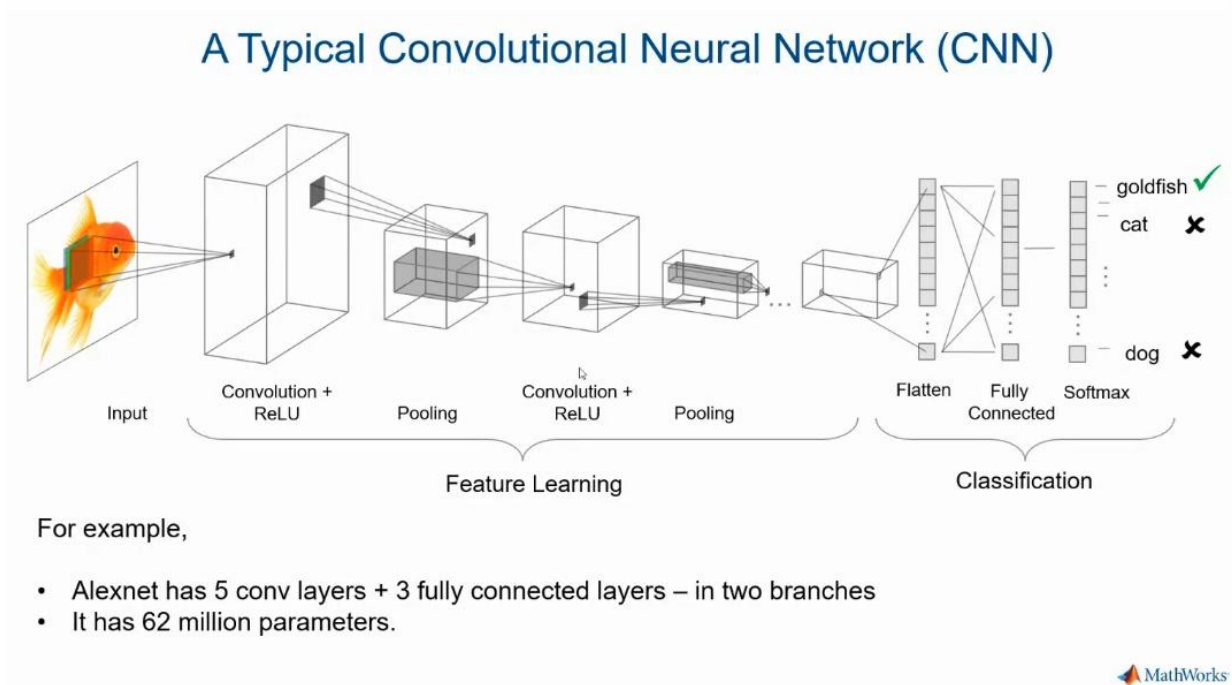 A Typical Convolutional Neural Network (CNN)
goldfish
cat
dog
Input
Convolution +
ReLU
Pooling
Convolution +
ReLU
Pooling
Flatten
Fully
Connected
Softmax
Feature Learning
Classification
For example,
• Alexnet has 5 conv layers + 3 fully connected layers – in two branches
• It has 62 million parameters.
MathWorks